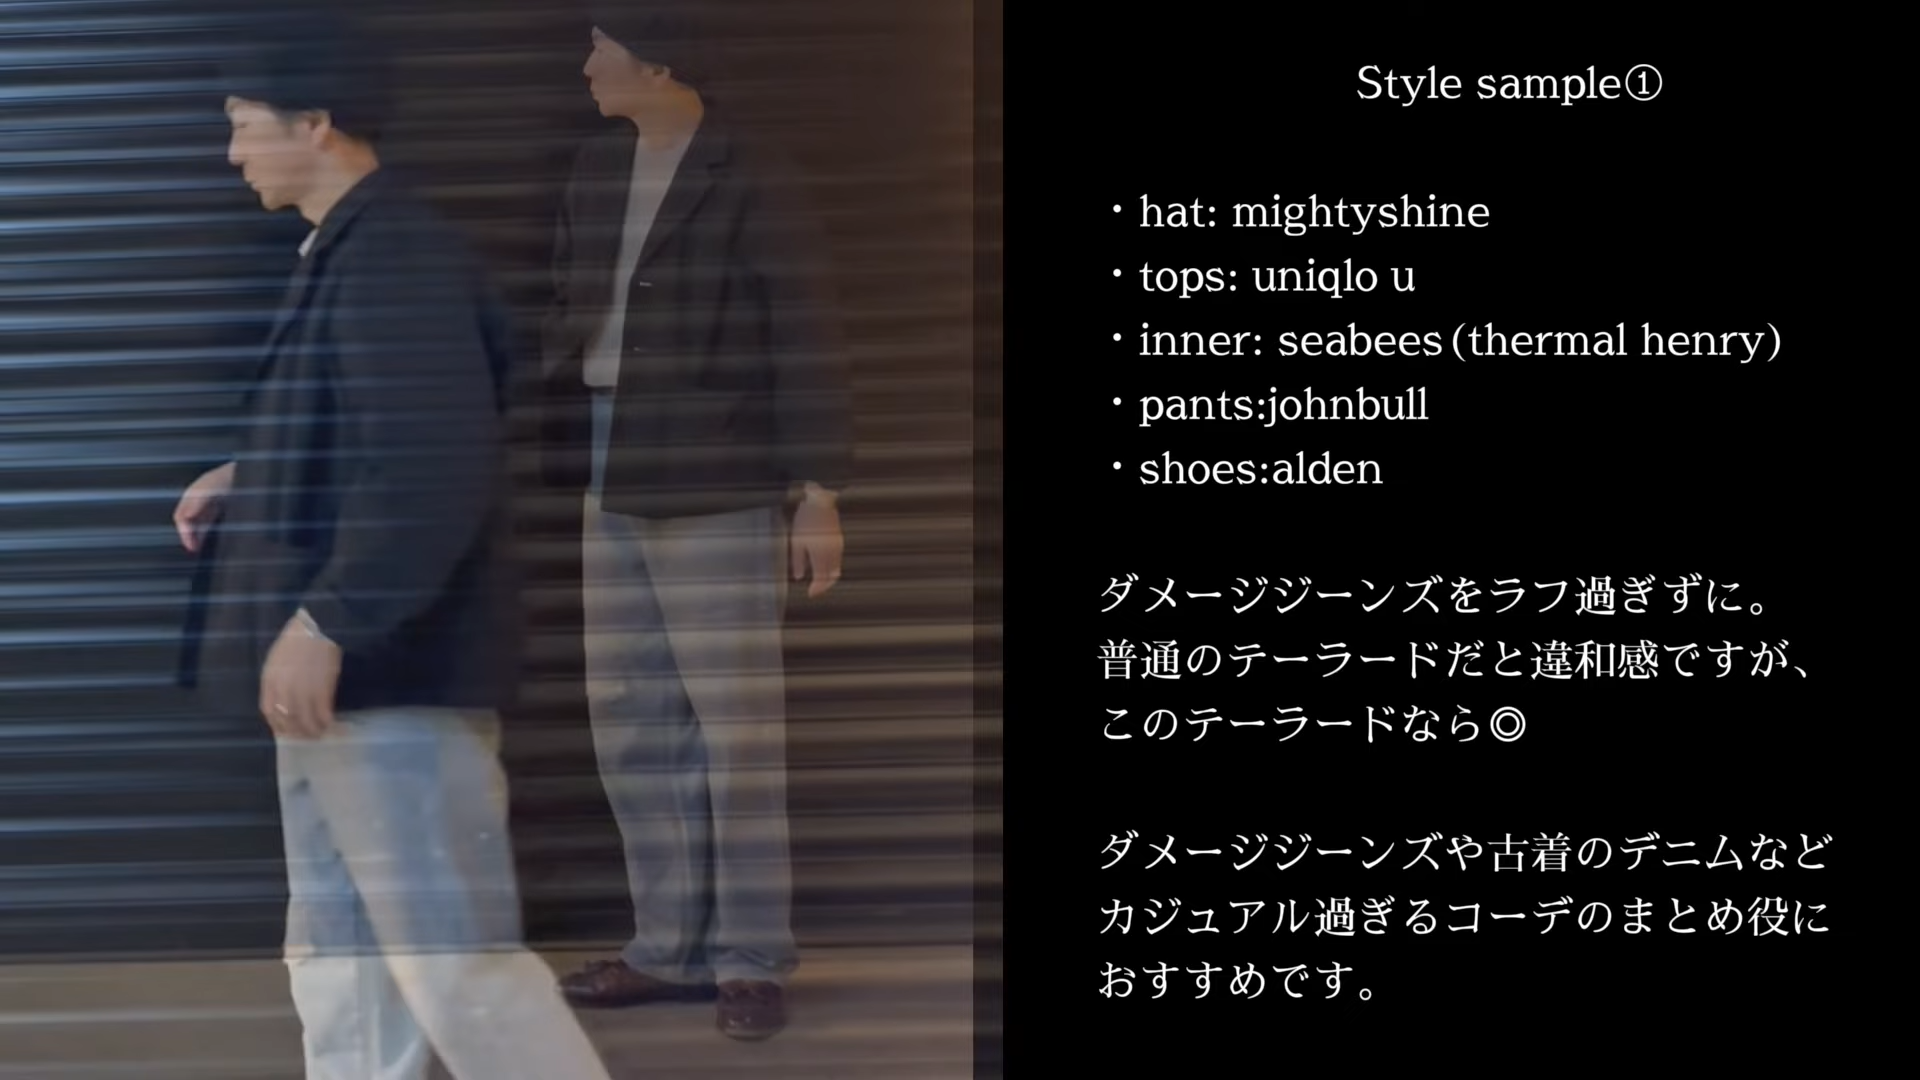 Style sample①
・hat: mightyshine
・tops: uniqlo u
・inner: seabees(thermal henry)
・pants:johnbull
・shoes:alden
ダメージジーンズをラフ過ぎずに。
普通のテーラードだと違和感ですが、
このテーラードなら◎
ダメージジーンズや古着のデニムなど
カジュアル過ぎるコーデのまとめ役に
おすすめです。